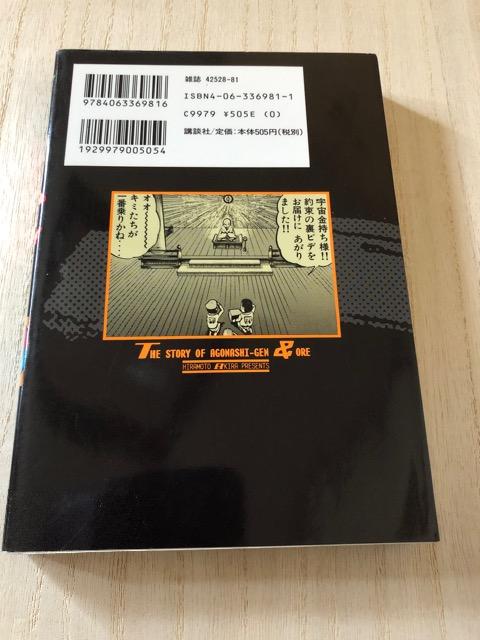 雑誌 42528-81
ISBN4-06-336981-1
C9979 ¥505E (0)
講談社/定価:本体505円(税別)
9784063369816
1929979005054
宇宙金持ち様!!
約束の裏ビデを
お届けに あがり
ました!!
オオ〜〜〜〜〜
キミたちが
一番乗りかね…
THE STORY OF AGONASHI-GEN & ORE
HIRAMOTO AKIRA PRESENTS